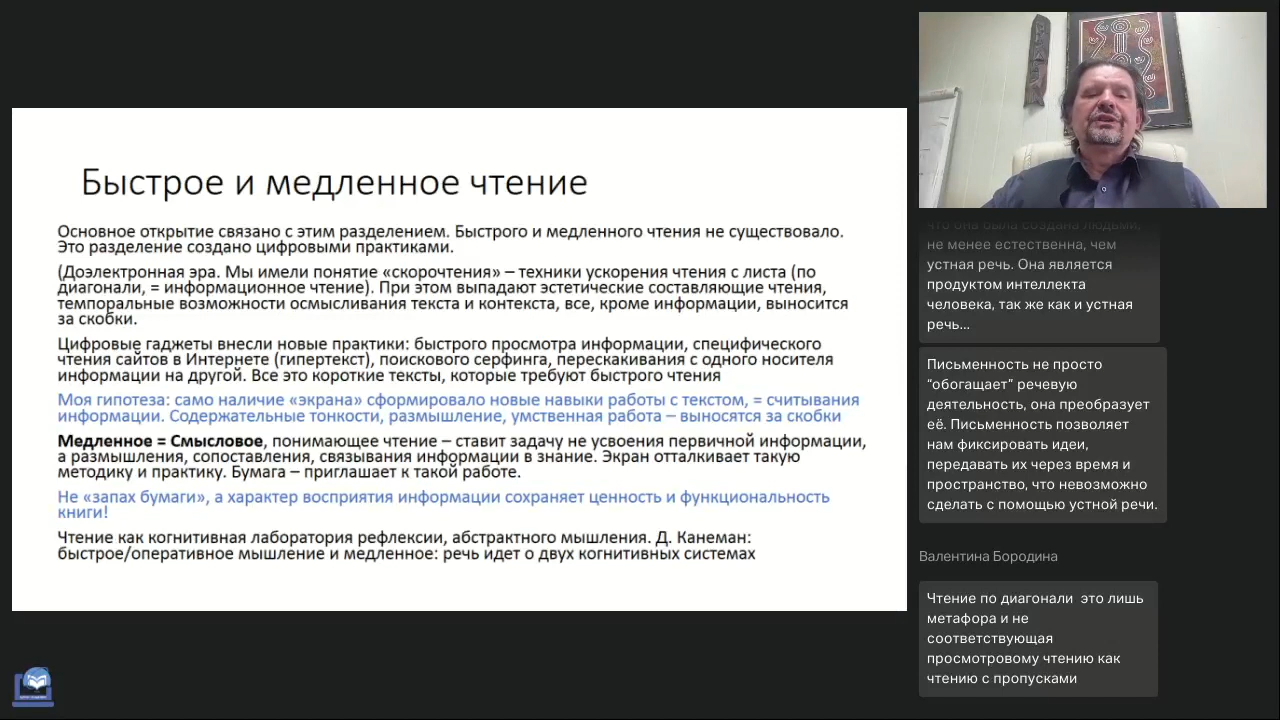 Быстрое и медленное чтение
Основное открытие связано с этим разделением. Быстрого и медленного чтения не существовало.
Это разделение создано цифровыми практиками.
(Доэлектронная эра. Мы имели понятие «скорочтения» – техники ускорения чтения с листа (по
диагонали, = информационное чтение). При этом выпадают эстетические составляющие чтения,
темпоральные возможности осмысливания текста и контекста, все, кроме информации, выносится
за скобки.
Цифровые гаджеты внесли новые практики: быстрого просмотра информации, специфического
чтения сайтов в Интернете (гипертекст), поискового серфинга, перескакивания с одного носителя
информации на другой. Все это короткие тексты, которые требуют быстрого чтения
Моя гипотеза: само наличие «экрана» сформировало новые навыки работы с текстом, = считывания
информации. Содержательные тонкости, размышление, умственная работа – выносятся за скобки
Медленное = Смысловое, понимающее чтение – ставит задачу не усвоения первичной информации,
а размышления, сопоставления, связывания информации в знание. Экран отталкивает такую
методику и практику. Бумага – приглашает к такой работе.
Не «запах бумаги», а характер восприятия информации сохраняет ценность и функциональность
книги!
Чтение как когнитивная лаборатория рефлексии, абстрактного мышления. Д. Канеман:
быстрое/оперативное мышление и медленное: речь идет о двух когнитивных системах
что она была создана людьми,
не менее естественна, чем
устная речь. Она является
продуктом интеллекта
человека, так же как и устная
речь...
Письменность не просто
"обогащает" речевую
деятельность, она преобразует
её. Письменность позволяет
нам фиксировать идеи,
передавать их через время и
пространство, что невозможно
сделать с помощью устной речи.
Валентина Бородина
Чтение по диагонали это лишь
метафора и не
соответствующая
просмотровому чтению как
чтению с пропусками